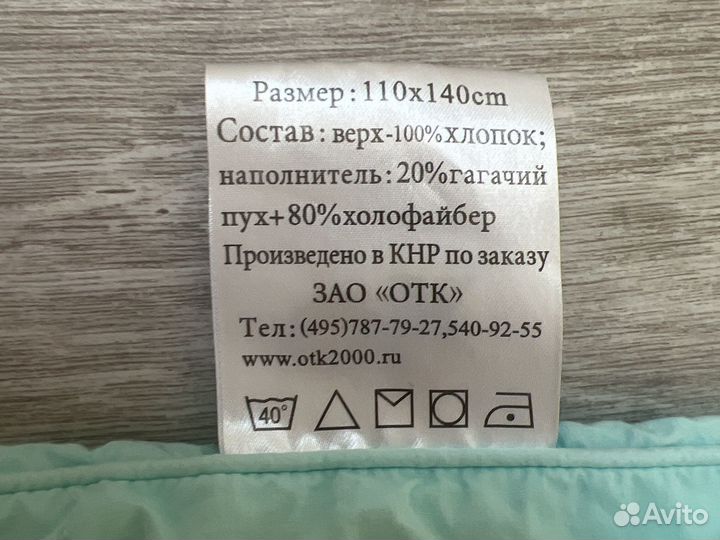 Размер : 110x140cm
Состав : верх-100%хлопок;
наполнитель: 20%гагачий
пух+80%холофайбер
Произведено в КНР по заказу
ЗАО «ОТК»
Тел: (495)787-79-27,540-92-55
www.otk2000.ru
40°
Avito